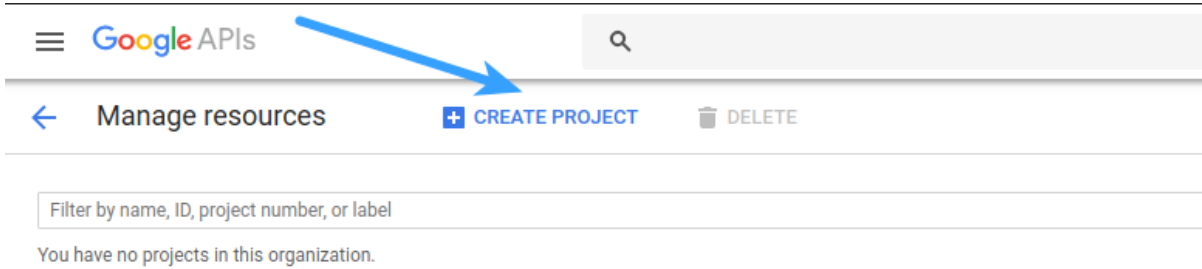 Google APIs
Manage resources CREATE PROJECT DELETE
Filter by name, ID, project number, or label
You have no projects in this organization.